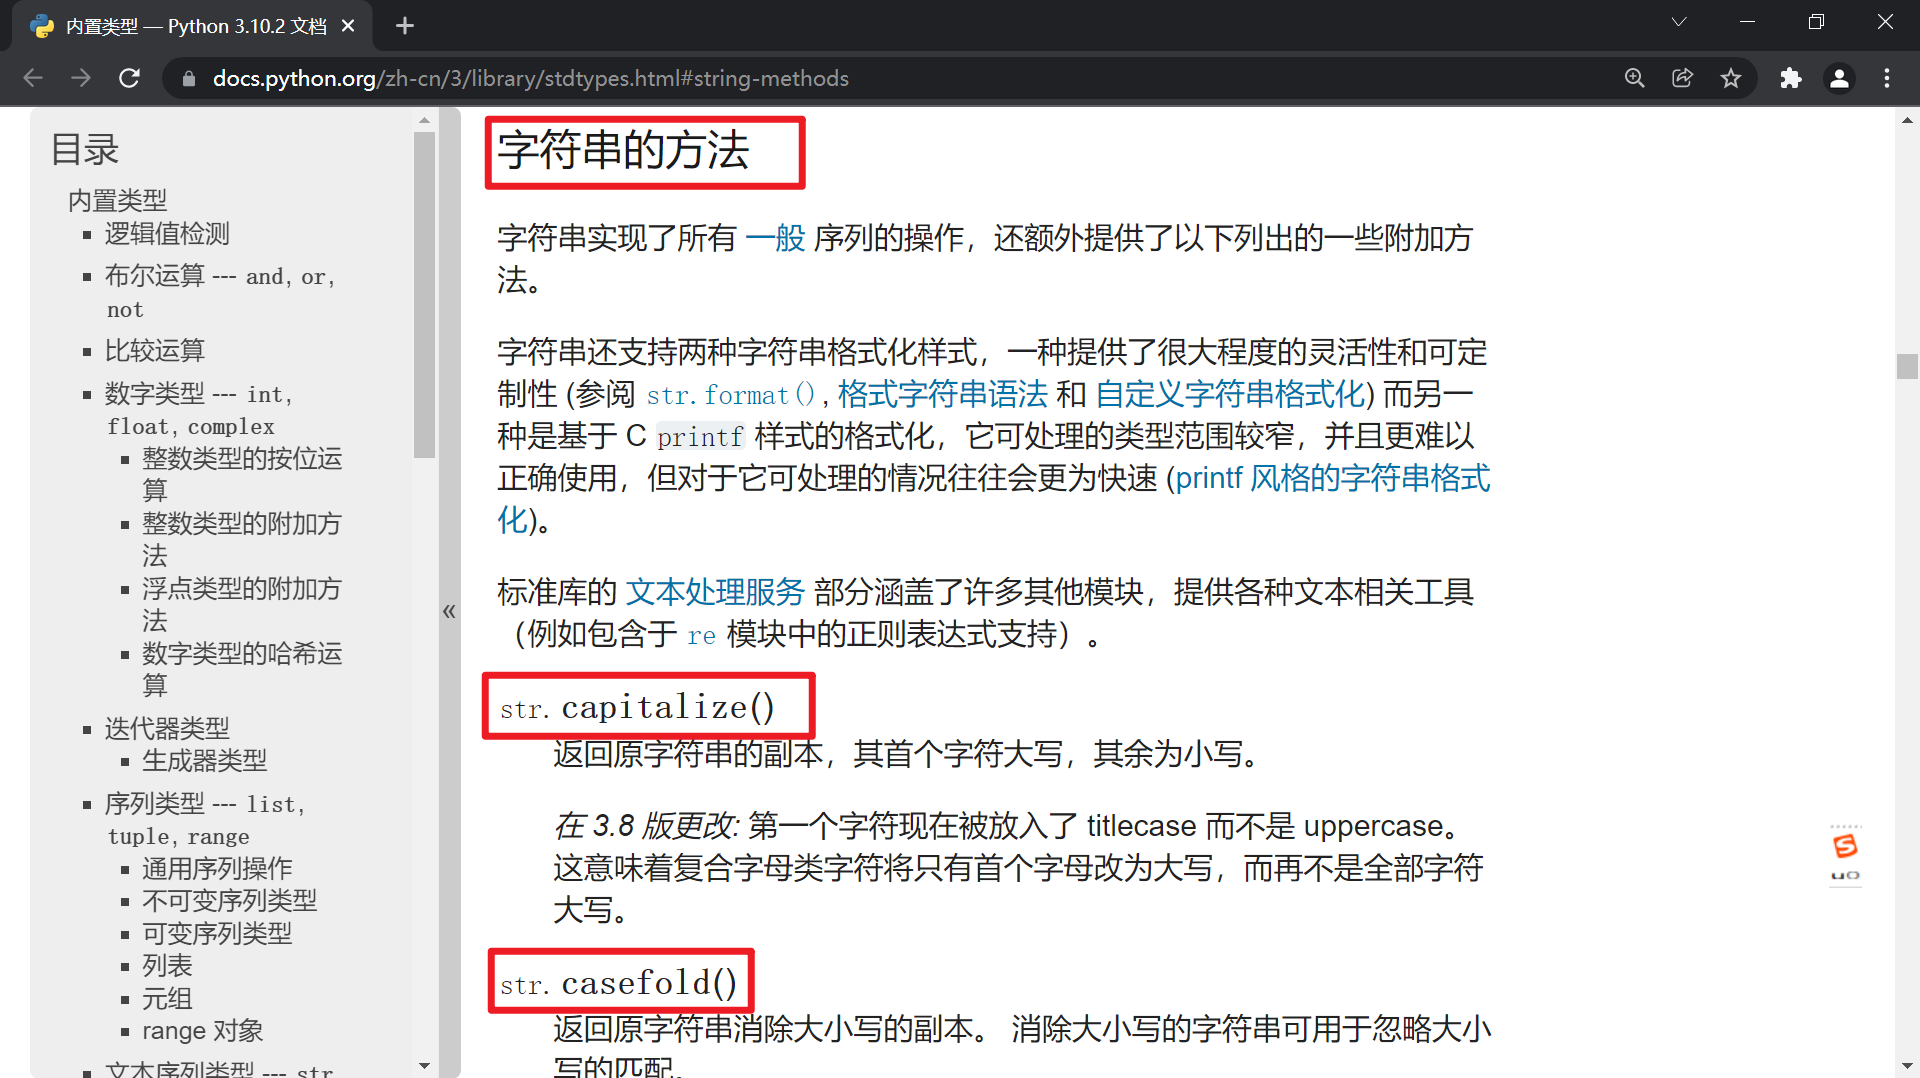 内置类型 — Python 3.10.2 文档
docs.python.org/zh-cn/3/library/stdtypes.html#string-methods
目录
内置类型
逻辑值检测
布尔运算 --- and, or,
not
比较运算
数字类型 --- int,
float, complex
整数类型的按位运
算
整数类型的附加方
法
浮点类型的附加方
法
数字类型的哈希运
算
迭代器类型
生成器类型
序列类型 --- list,
tuple, range
通用序列操作
不可变序列类型
可变序列类型
列表
元组
range 对象
文本序列类型 --- str
«
字符串的方法
字符串实现了所有 一般 序列的操作，还额外提供了以下列出的一些附加方
法。
字符串还支持两种字符串格式化样式，一种提供了很大程度的灵活性和可定
制性 (参阅 str.format(), 格式字符串语法 和 自定义字符串格式化) 而另一
种是基于 C printf 样式的格式化，它可处理的类型范围较窄，并且更难以
正确使用，但对于它可处理的情况往往会更为快速 (printf 风格的字符串格式
化)。
标准库的 文本处理服务 部分涵盖了许多其他模块，提供各种文本相关工具
（例如包含于 re 模块中的正则表达式支持）。
str. capitalize()
返回原字符串的副本，其首个字符大写，其余为小写。
在 3.8 版更改: 第一个字符现在被放入了 titlecase 而不是 uppercase。
这意味着复合字母类字符将只有首个字母改为大写，而再不是全部字符
大写。
str. casefold()
返回原字符串消除大小写的副本。 消除大小写的字符串可用于忽略大小
写的匹配。